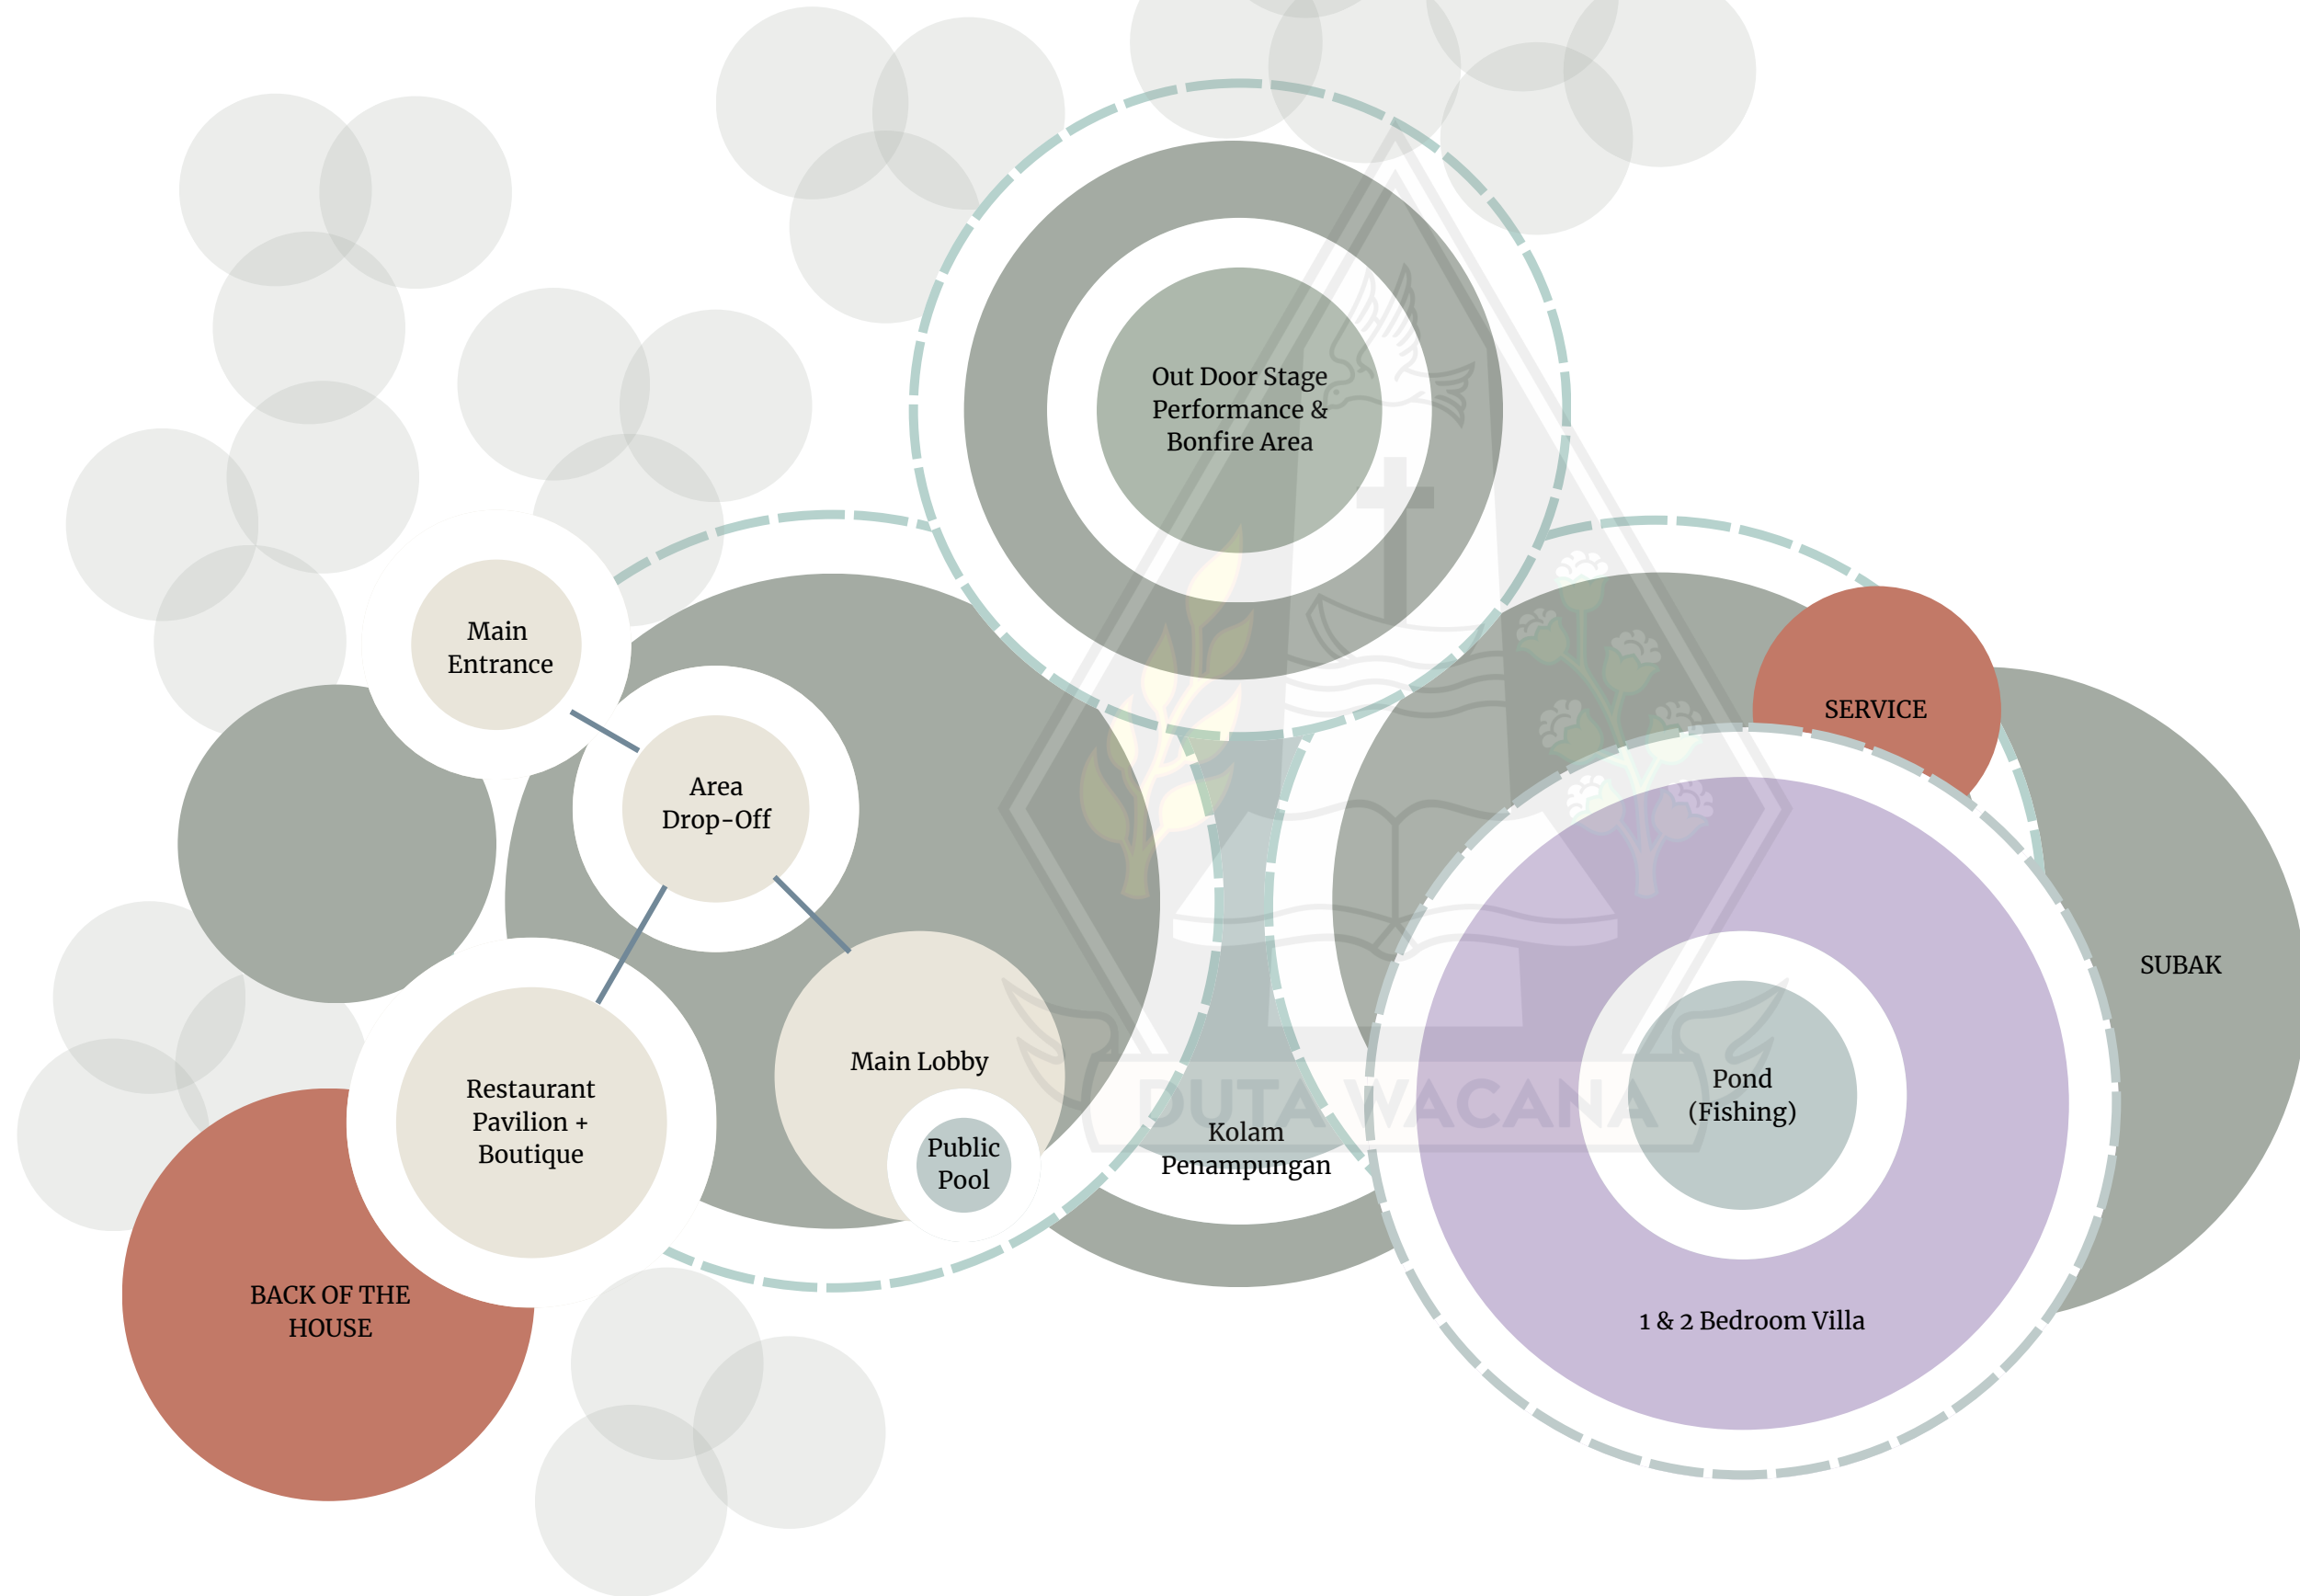 Out Door Stage
Performance &
Bonfire Area
Main
Entrance
Area
Drop-Off
SERVICE
SUBAK
Main Lobby
Public
Pool
Kolam
Penampungan
Pond
(Fishing)
Restaurant
Pavilion +
Boutique
1 & 2 Bedroom Villa
BACK OF THE
HOUSE
DUTA WACANA